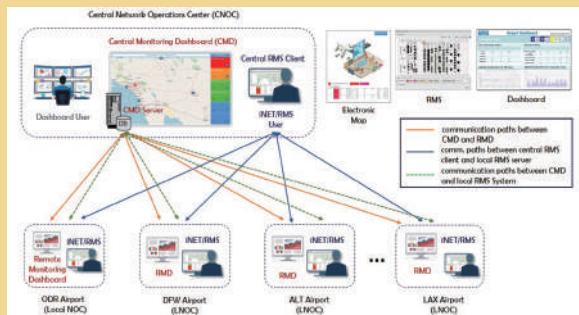 Central Network Operations Center (CNOC)
Central Monitoring Dashboard (CMD)
Central RMS Client
Dashboard User
CMD Server
DB
iNET/RMS
User
Electronic
Map
RMS
Dashboard
communication paths between
CMD and RMD
comm. paths between central RMS
client and local RMS server
communication paths between CMD
and local RMS System
iNET/RMS
Remote
Monitoring
Dashboard
iNET/RMS
RMD
iNET/RMS
RMD
...
iNET/RMS
RMD
ODR Airport
(Local NOC)
DFW Airport
(LNOC)
ALT Airport
(LNOC)
LAX Airport
(LNOC)